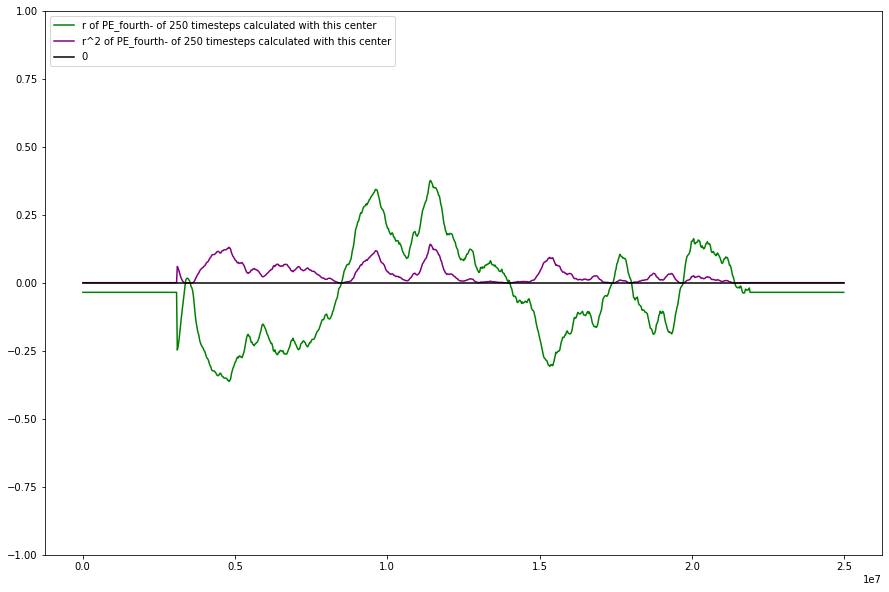 r of PE_fourth- of 250 timesteps calculated with this center
r^2 of PE_fourth- of 250 timesteps calculated with this center
0
1.00
0.75
0.50
0.25
0.00
−0.25
−0.50
−0.75
−1.00
0.0 0.5 1.0 1.5 2.0 2.5
1e7